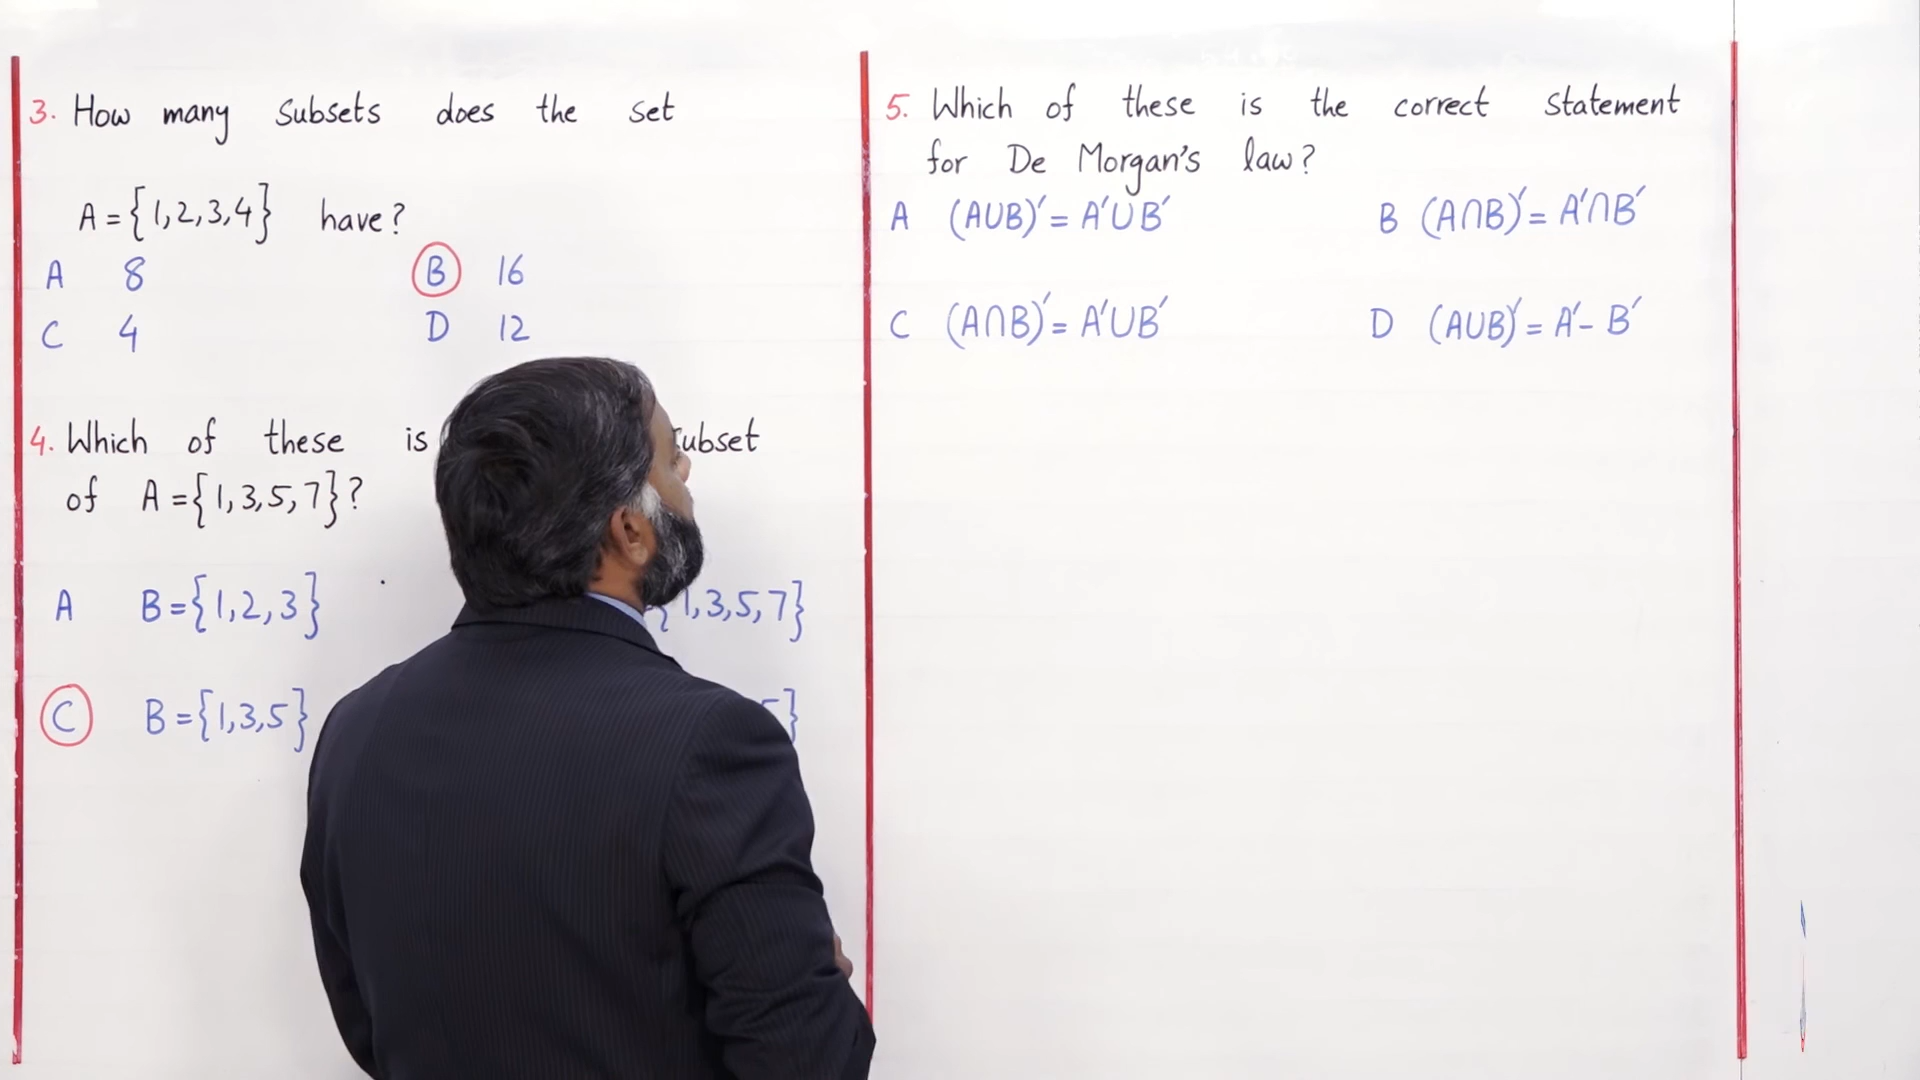 3. How many subsets does the set
A = {1,2,3,4} have?
A 8 B 16
C 4 D 12
4. Which of these is
of A = {1,3,5,7}?
A B = {1,2,3} 1,3,5,7}
C B = {1,3,5} }
5. Which of these is the correct statement
for De Morgan's law?
A (A∪B)′ = A′∪B′ B (A∩B)′ = A′∩B′
C (A∩B)′ = A′∪B′ D (A∪B)′ = A′- B′